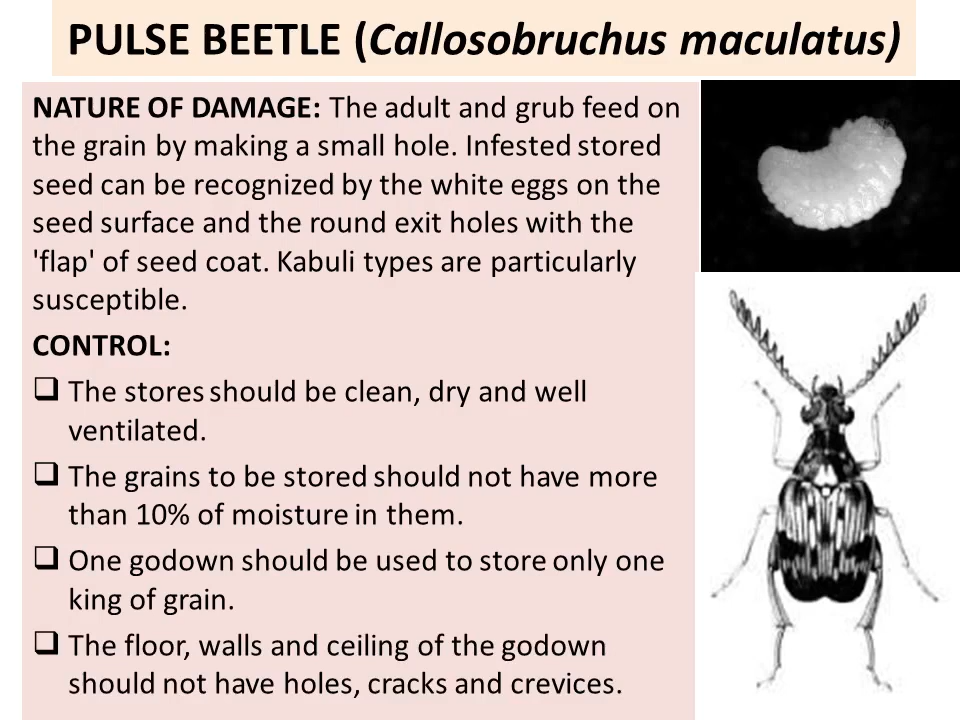 PULSE BEETLE (Callosobruchus maculatus)
NATURE OF DAMAGE: The adult and grub feed on
the grain by making a small hole. Infested stored
seed can be recognized by the white eggs on the
seed surface and the round exit holes with the
'flap' of seed coat. Kabuli types are particularly
susceptible.
CONTROL:
The stores should be clean, dry and well
ventilated.
The grains to be stored should not have more
than 10% of moisture in them.
One godown should be used to store only one
king of grain.
The floor, walls and ceiling of the godown
should not have holes, cracks and crevices.